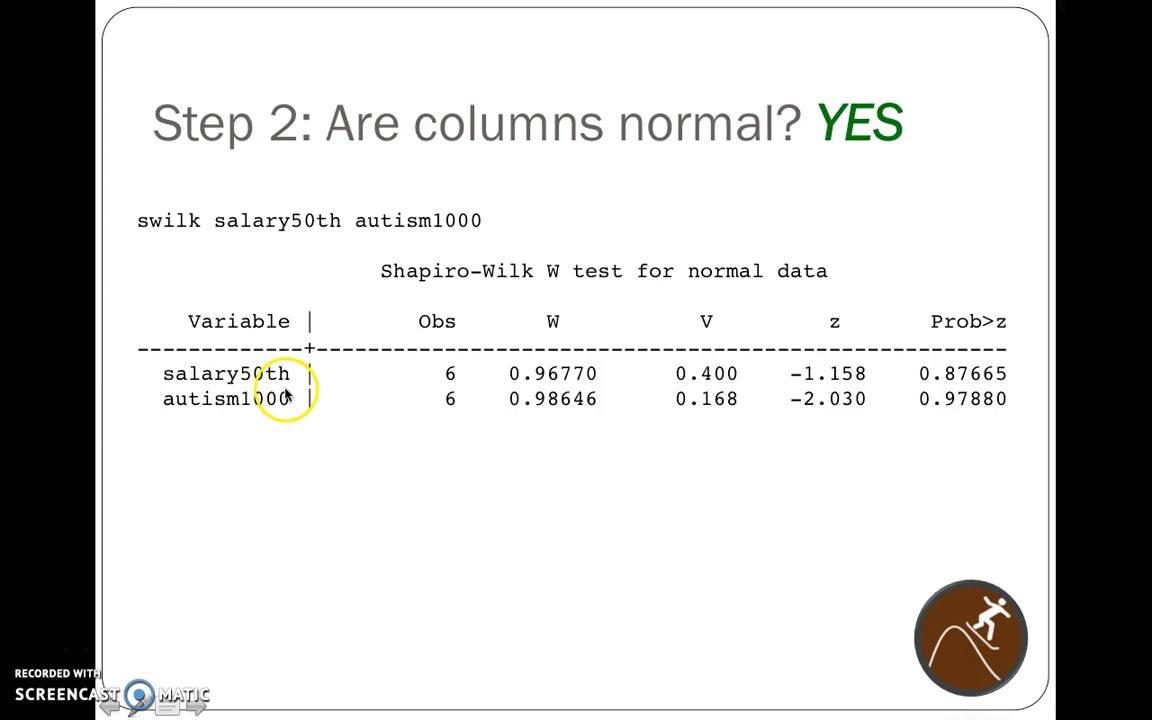 Step 2: Are columns normal? YES
swilk salary50th autism1000
Shapiro-Wilk W test for normal data
Variable | Obs W V z Prob>z
-------------+------------------------------------------------------
salary50th | 6 0.96770 0.400 -1.158 0.87665
autism1000 | 6 0.98646 0.168 -2.030 0.97880
RECORDED WITH
SCREENCAST MATIC